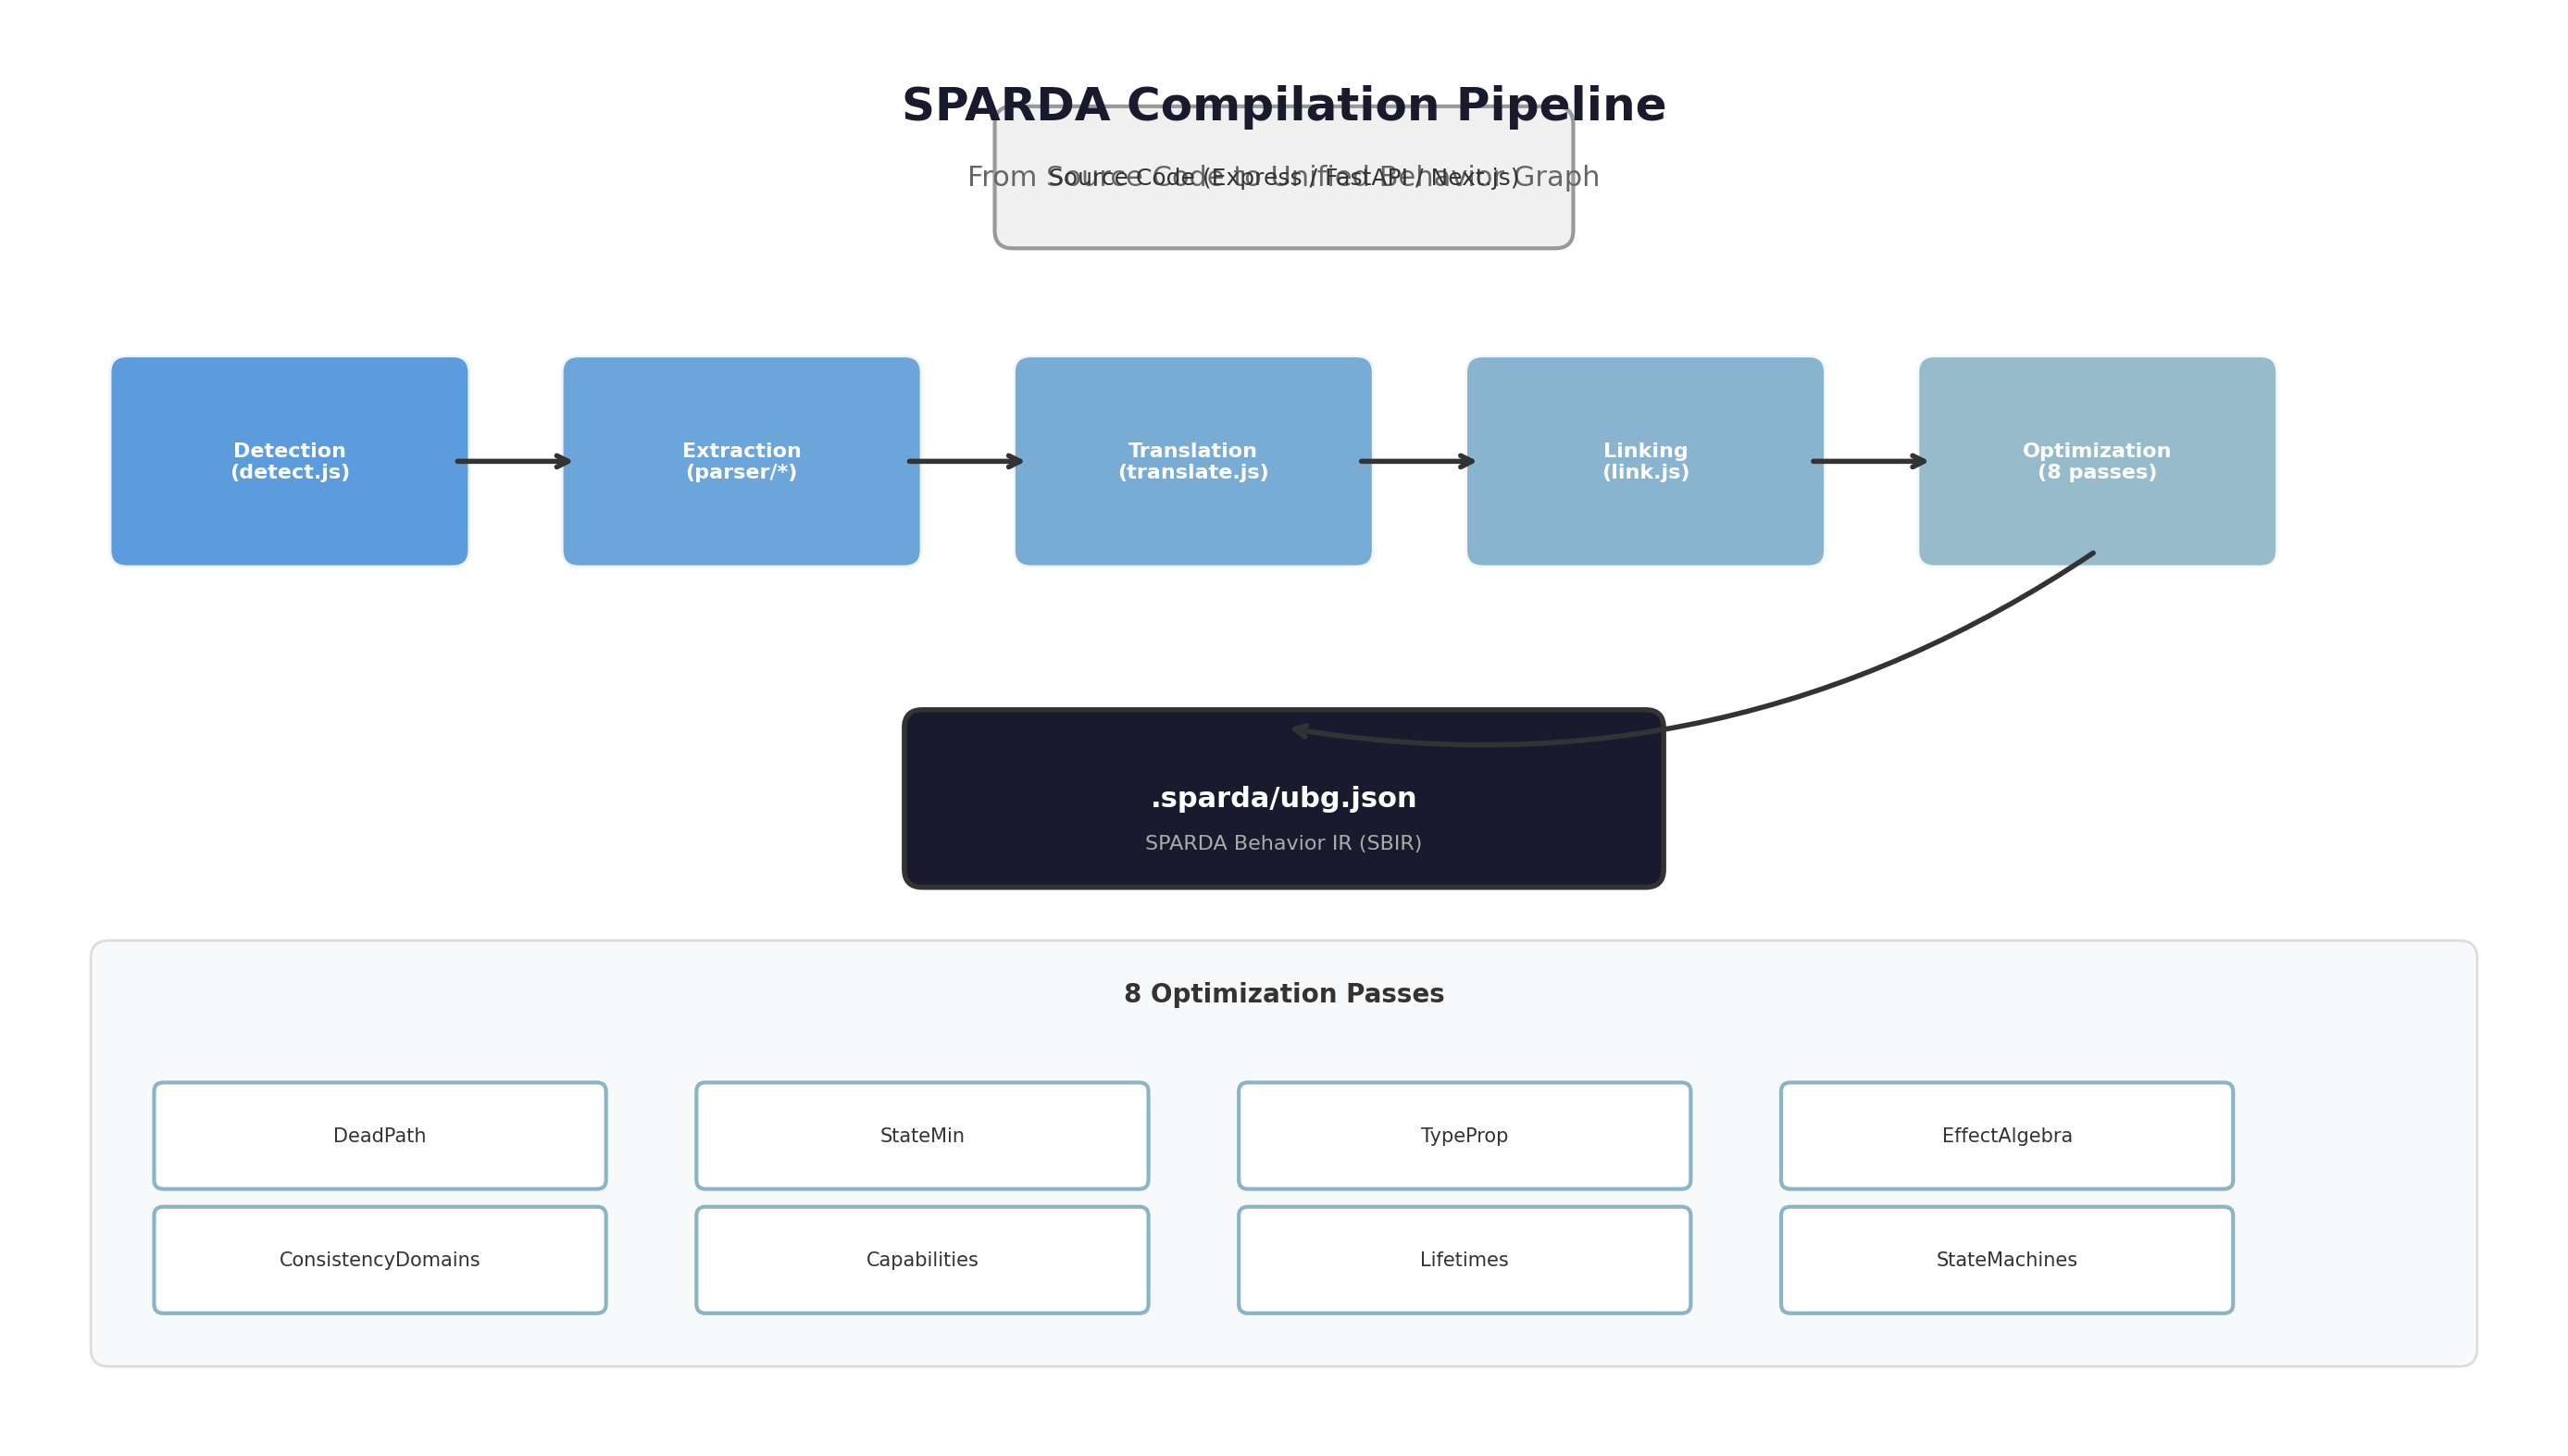 SPARDA Compilation Pipeline
From Source Code to Unified Behavior Graph
Source Code (Express / FastAPI / Next.js)
Detection
(detect.js)
Extraction
(parser/*)
Translation
(translate.js)
Linking
(link.js)
Optimization
(8 passes)
.sparda/ubg.json
SPARDA Behavior IR (SBIR)
8 Optimization Passes
DeadPath
StateMin
TypeProp
EffectAlgebra
ConsistencyDomains
Capabilities
Lifetimes
StateMachines